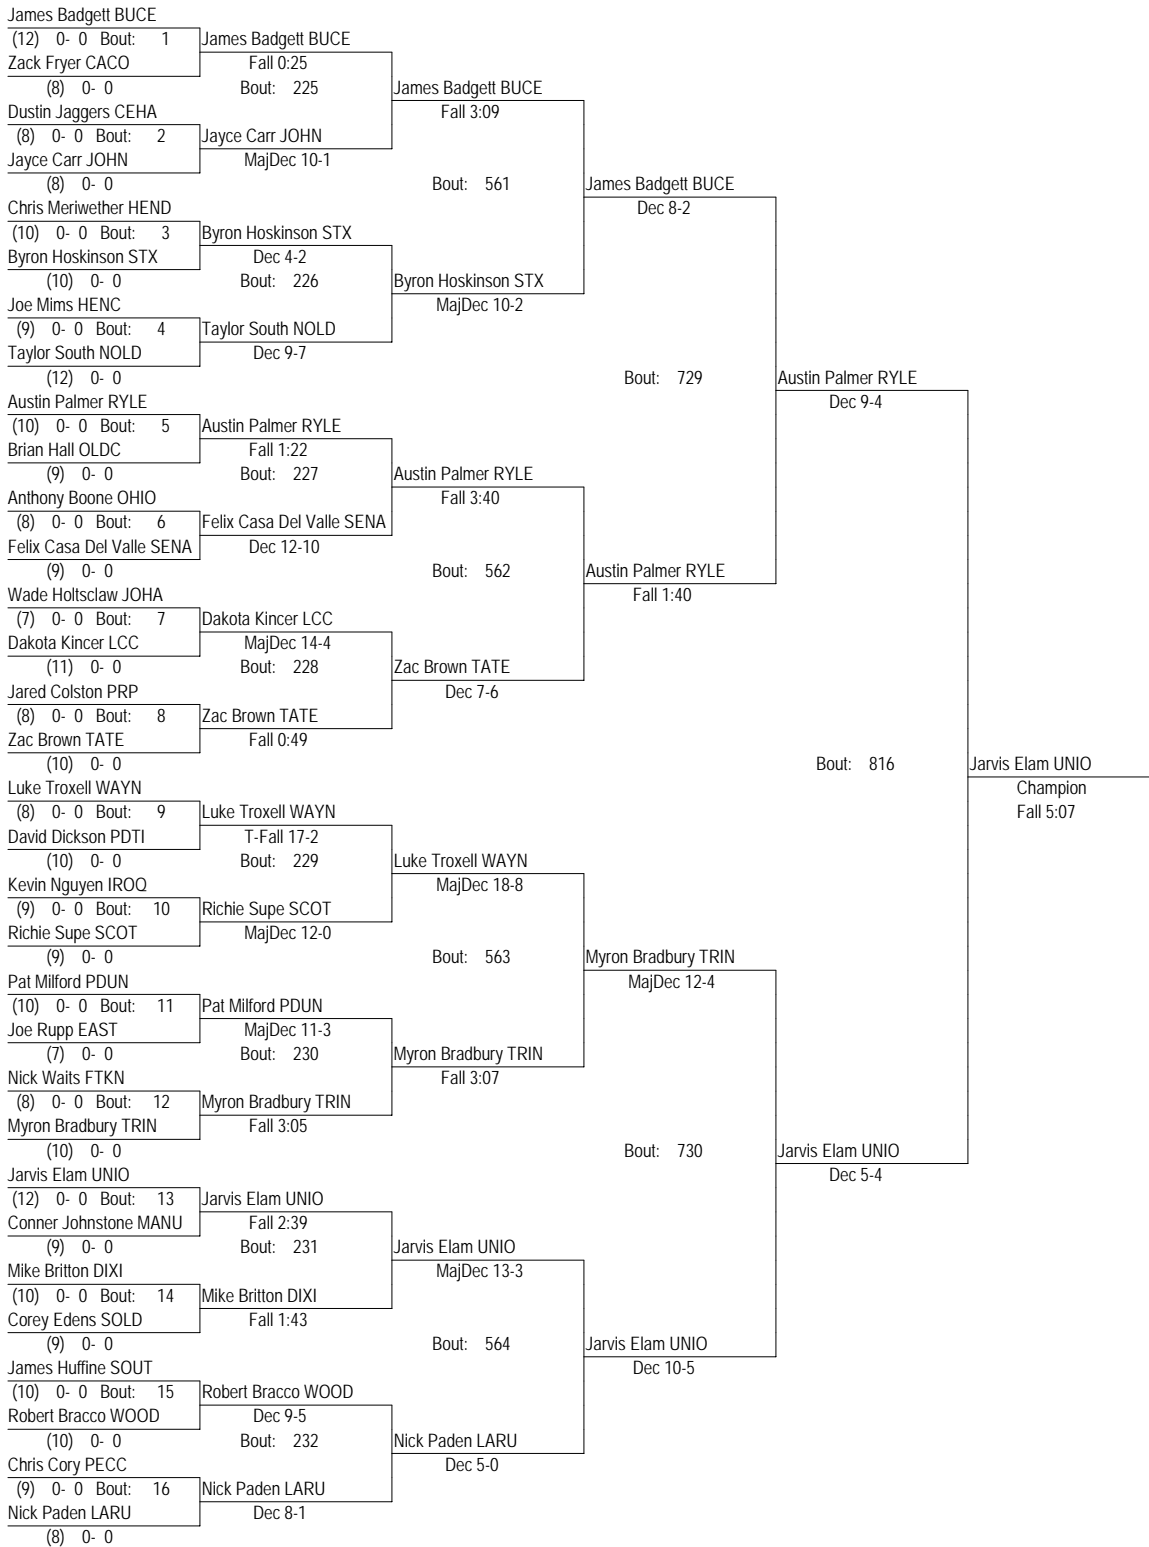 James Badgett BUCE
(12) 0- 0 Bout: 1 James Badgett BUCE
Zack Fryer CACO Fall 0:25
(8) 0- 0 Bout: 225 James Badgett BUCE
Dustin Jaggers CEHA Fall 3:09
(8) 0- 0 Bout: 2 Jayce Carr JOHN
Jayce Carr JOHN MajDec 10-1
(8) 0- 0 Bout: 561 James Badgett BUCE
Chris Meriwether HEND Dec 8-2
(10) 0- 0 Bout: 3 Byron Hoskinson STX
Byron Hoskinson STX Dec 4-2
(10) 0- 0 Bout: 226 Byron Hoskinson STX
Joe Mims HENC MajDec 10-2
(9) 0- 0 Bout: 4 Taylor South NOLD
Taylor South NOLD Dec 9-7
(12) 0- 0 Bout: 729 Austin Palmer RYLE
Austin Palmer RYLE Dec 9-4
(10) 0- 0 Bout: 5 Austin Palmer RYLE
Brian Hall OLDC Fall 1:22
(9) 0- 0 Bout: 227 Austin Palmer RYLE
Anthony Boone OHIO Fall 3:40
(8) 0- 0 Bout: 6 Felix Casa Del Valle SENA
Felix Casa Del Valle SENA Dec 12-10
(9) 0- 0 Bout: 562 Austin Palmer RYLE
Wade Holtsclaw JOHA Fall 1:40
(7) 0- 0 Bout: 7 Dakota Kincer LCC
Dakota Kincer LCC MajDec 14-4
(11) 0- 0 Bout: 228 Zac Brown TATE
Jared Colston PRP Dec 7-6
(8) 0- 0 Bout: 8 Zac Brown TATE
Zac Brown TATE Fall 0:49
(10) 0- 0 Bout: 816 Jarvis Elam UNIO
Luke Troxell WAYN Champion
(8) 0- 0 Bout: 9 Luke Troxell WAYN Fall 5:07
David Dickson PDTI T-Fall 17-2
(10) 0- 0 Bout: 229 Luke Troxell WAYN
Kevin Nguyen IROQ MajDec 18-8
(9) 0- 0 Bout: 10 Richie Supe SCOT
Richie Supe SCOT MajDec 12-0
(9) 0- 0 Bout: 563 Myron Bradbury TRIN
Pat Milford PDUN MajDec 12-4
(10) 0- 0 Bout: 11 Pat Milford PDUN
Joe Rupp EAST MajDec 11-3
(7) 0- 0 Bout: 230 Myron Bradbury TRIN
Nick Waits FTKN Fall 3:07
(8) 0- 0 Bout: 12 Myron Bradbury TRIN
Myron Bradbury TRIN Fall 3:05
(10) 0- 0 Bout: 730 Jarvis Elam UNIO
Jarvis Elam UNIO Dec 5-4
(12) 0- 0 Bout: 13 Jarvis Elam UNIO
Conner Johnstone MANU Fall 2:39
(9) 0- 0 Bout: 231 Jarvis Elam UNIO
Mike Britton DIXI MajDec 13-3
(10) 0- 0 Bout: 14 Mike Britton DIXI
Corey Edens SOLD Fall 1:43
(9) 0- 0 Bout: 564 Jarvis Elam UNIO
James Huffine SOUT Dec 10-5
(10) 0- 0 Bout: 15 Robert Bracco WOOD
Robert Bracco WOOD Dec 9-5
(10) 0- 0 Bout: 232 Nick Paden LARU
Chris Cory PECC Dec 5-0
(9) 0- 0 Bout: 16 Nick Paden LARU
Nick Paden LARU Dec 8-1
(8) 0- 0